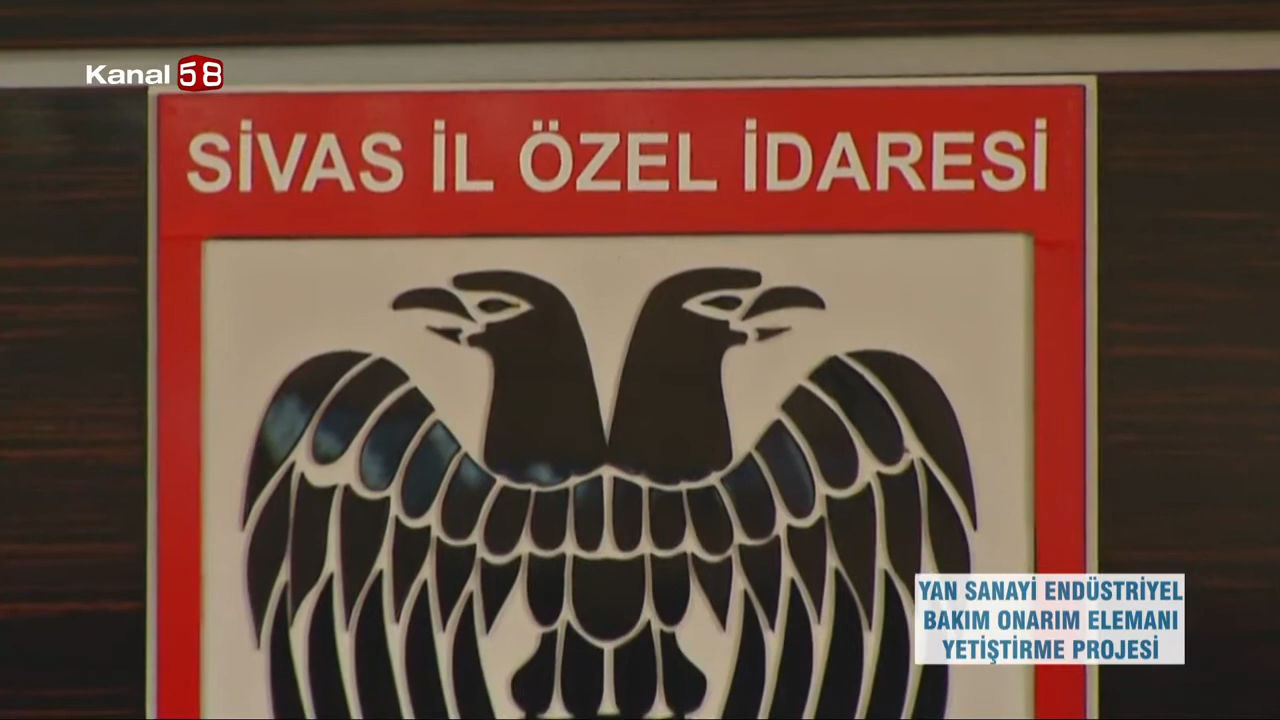 Kanal 58
SİVAS İL ÖZEL İDARESİ
YAN SANAYİ ENDÜSTRİYEL
BAKIM ONARIM ELEMANI
YETİŞTİRME PROJESİ